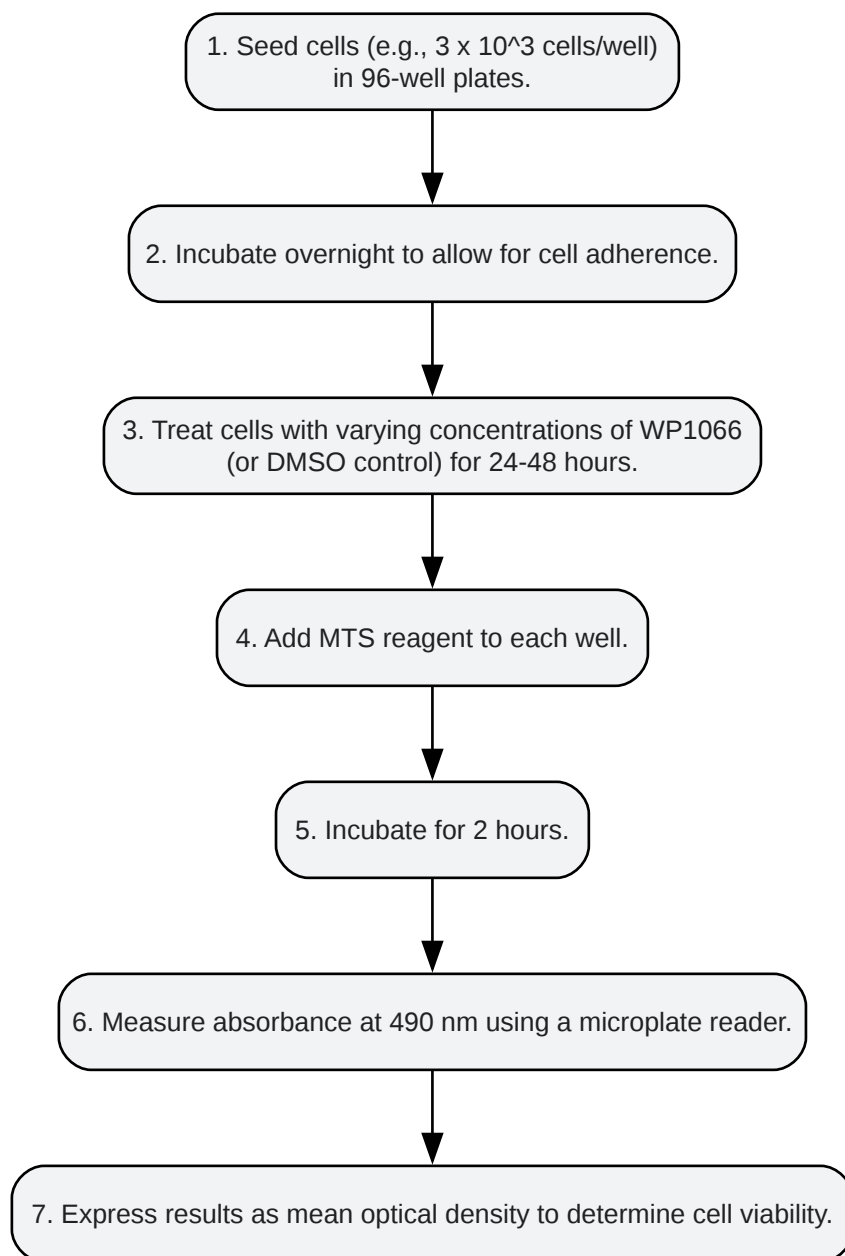 1. Seed cells (e.g., 3 x 10^3 cells/well)
in 96-well plates.
2. Incubate overnight to allow for cell adherence.
3. Treat cells with varying concentrations of WP1066
(or DMSO control) for 24-48 hours.
4. Add MTS reagent to each well.
5. Incubate for 2 hours.
6. Measure absorbance at 490 nm using a microplate reader.
7. Express results as mean optical density to determine cell viability.